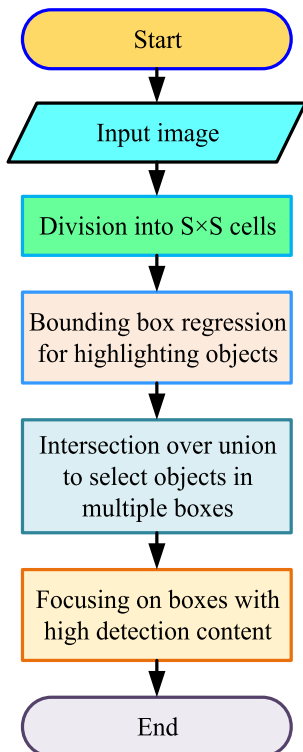 Start
Input image
Division into S×S cells
Bounding box regression
for highlighting objects
Intersection over union
to select objects in
multiple boxes
Focusing on boxes with
high detection content
End